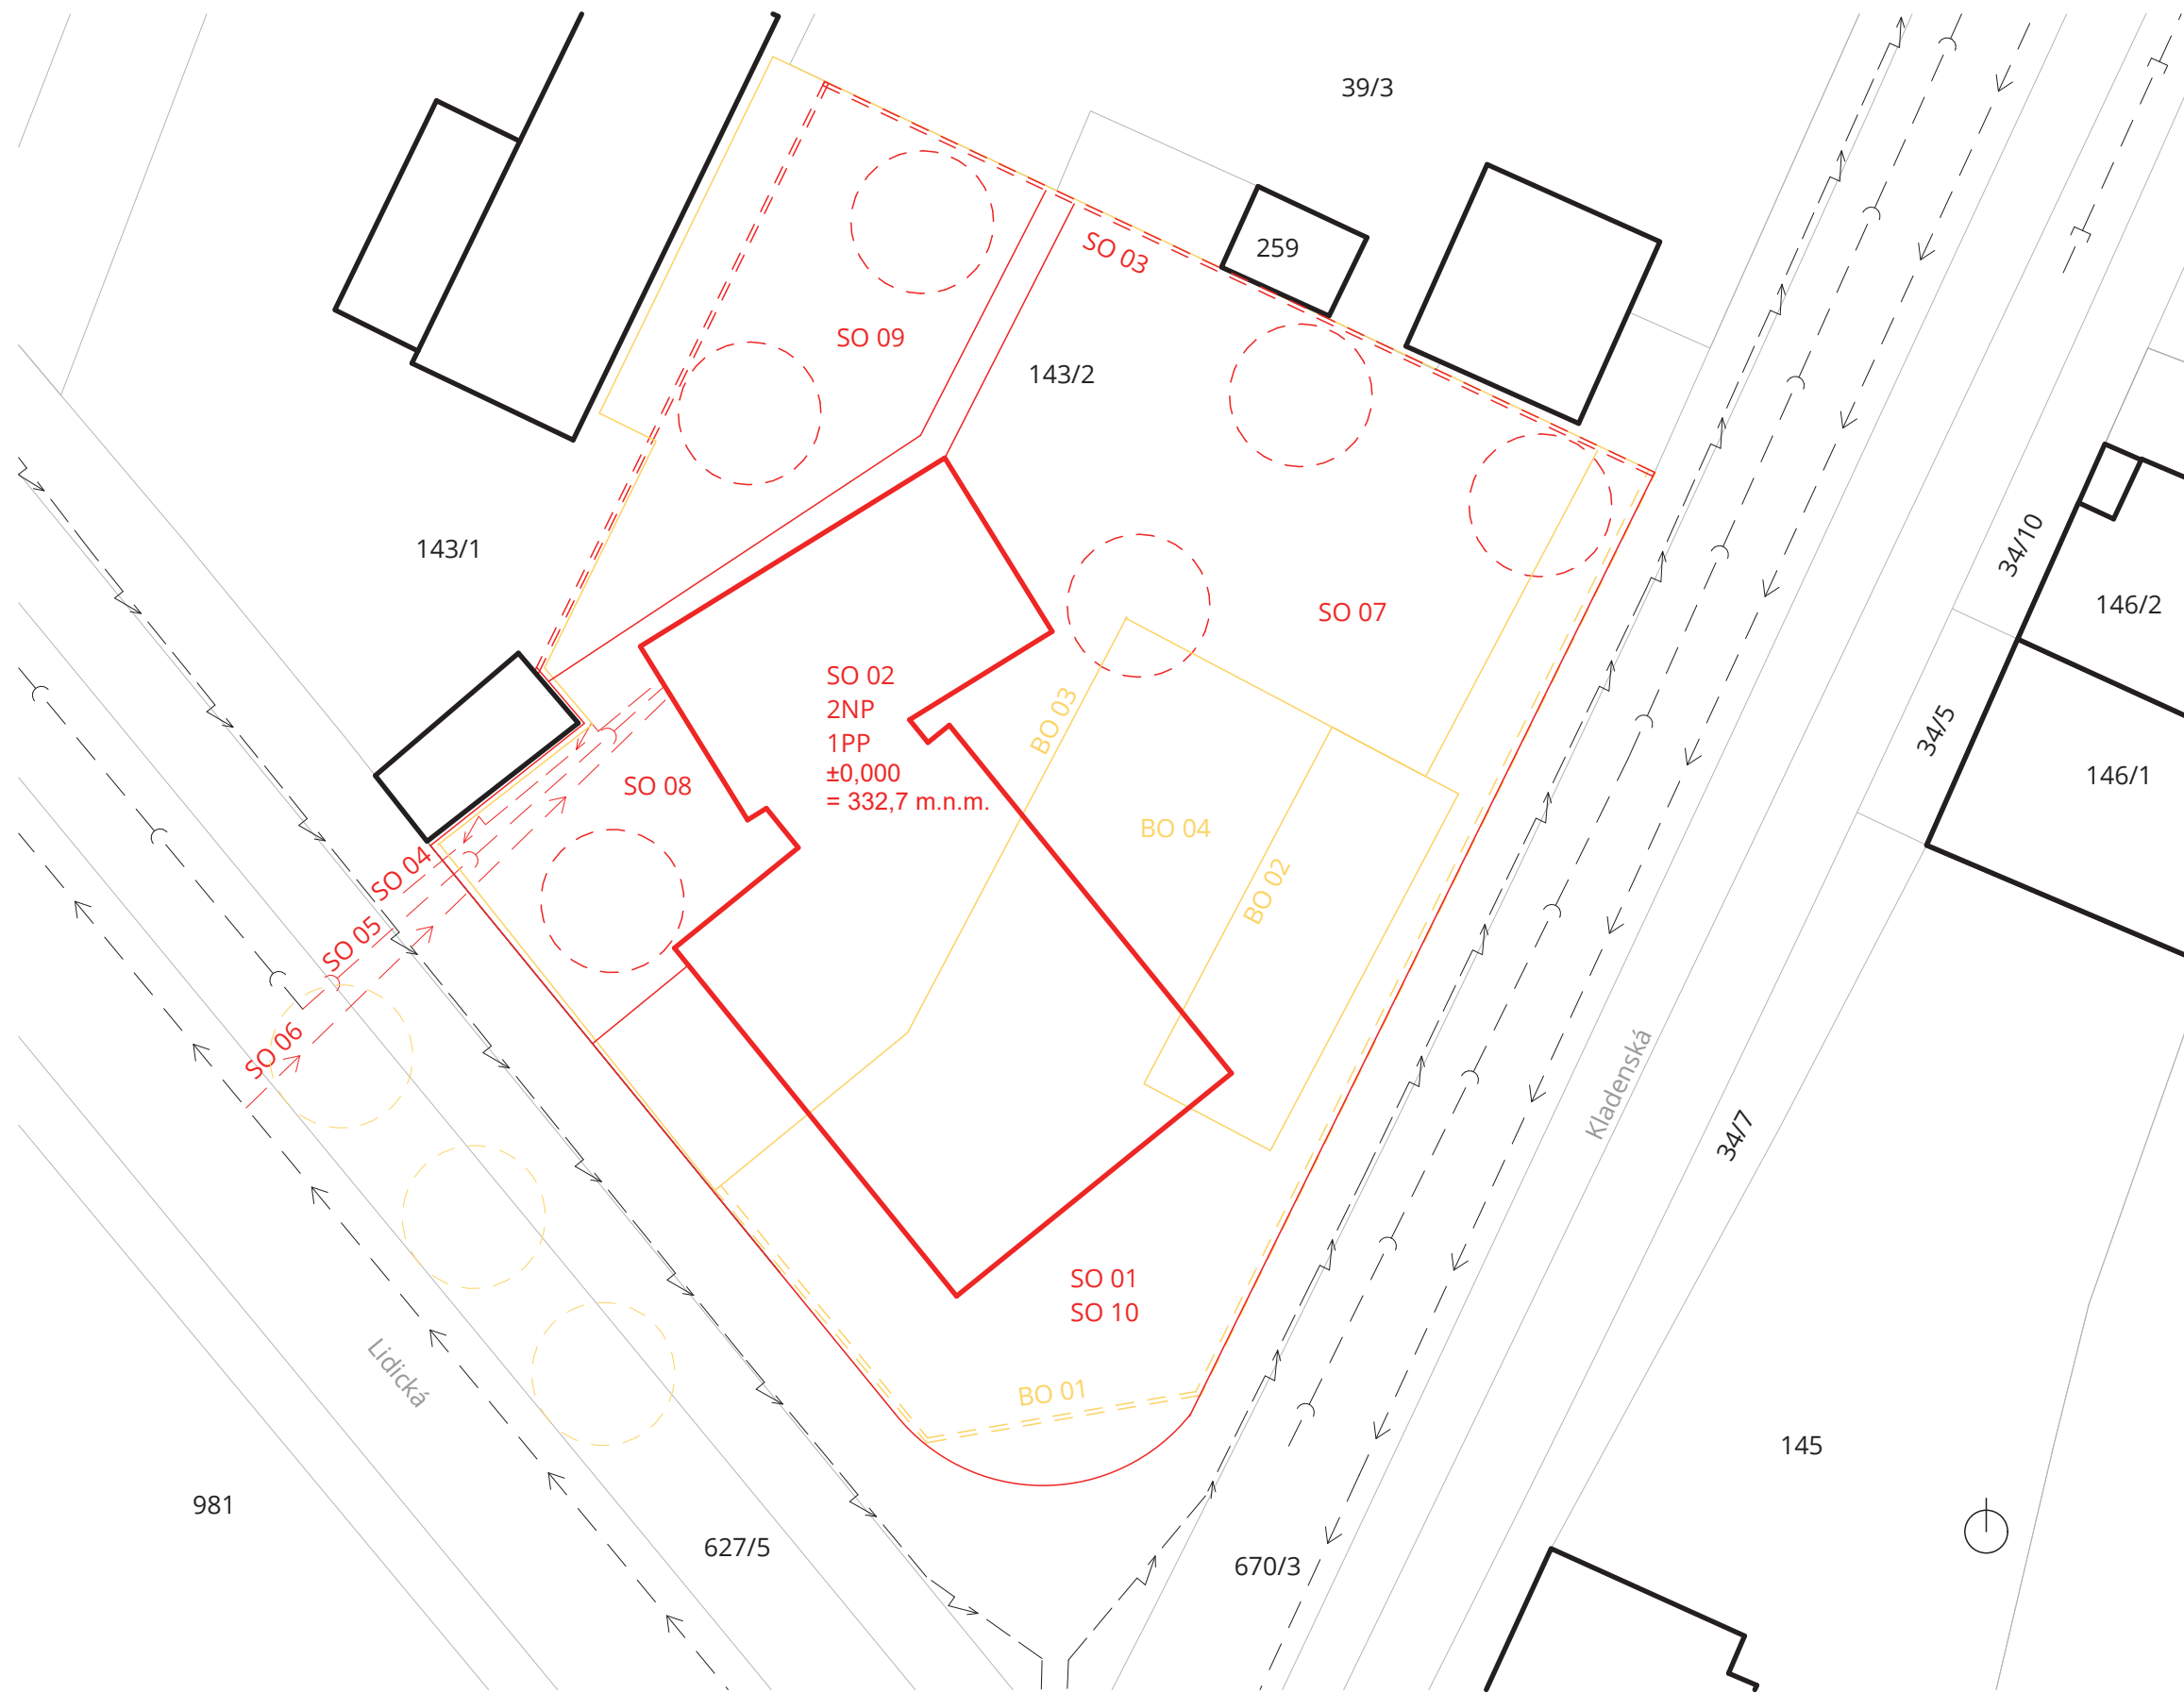 39/3
259
SO 03
SO 09
143/2
143/1
34/10
146/2
SO 07
SO 02
2NP
1PP
±0,000
= 332,7 m.n.m.
BO 03
34/5
146/1
SO 08
BO 04
BO 02
SO 04
SO 05
SO 06
Kladenská
34/7
SO 01
SO 10
Lidická
BO 01
145
981
627/5
670/3